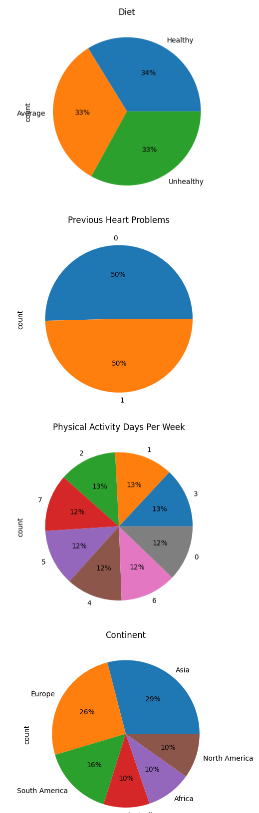 Diet
Healthy
34%
Average
count
33%
33%
Unhealthy
Previous Heart Problems
0
50%
count
50%
1
Physical Activity Days Per Week
2
1
3
7
13%
13%
13%
12%
count
12%
12%
12%
12%
5
0
4
6
Continent
Asia
Europe
29%
26%
count
16%
10%
10%
10%
North America
South America
Africa